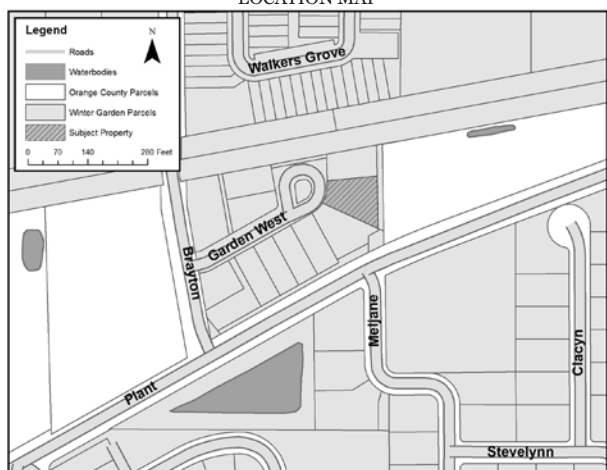 LOCATION MAP
Legend
Roads
Waterbodies
Orange County Parcels
Winter Garden Parcels
Subject Property
0 70 140 280 Feet
N
Walkers Grove
Garden West
Brayton
Plant
Meljane
Clacyn
Stevelynn